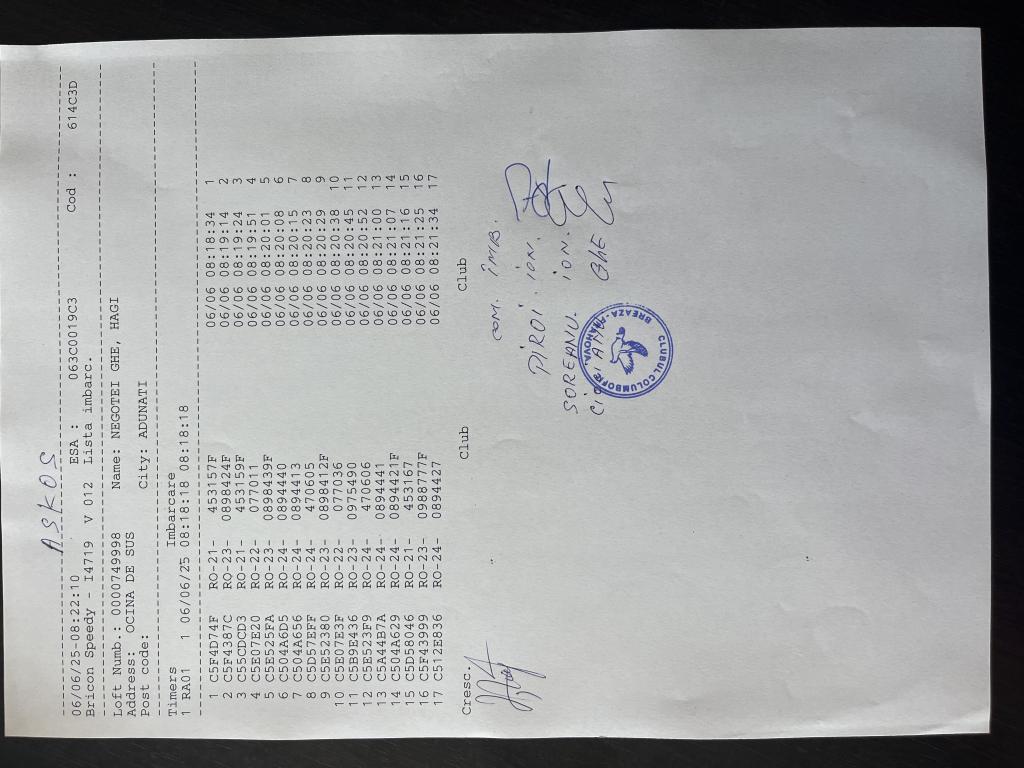 ASKOS
06/06/25-08:22:10 ESA : 063C0019C3 Cod : 614C3D
Bricon Speedy - I4719 V 012 Lista imbarc.
Loft Numb.: 0000749998 Name: NEGOTEI GHE, HAGI
Address: OCINA DE SUS City: ADUNATI
Post code:
Timers Imbarcare
1 RA01 1 06/06/25 08:18:18 08:18:18
1 C5F4D74F RO-21- 453157F 06/06 08:18:34 1
2 C5F4387C RO-23- 0898424F 06/06 08:19:14 2
3 C55CDCD3 RO-21- 453159F 06/06 08:19:24 3
4 C5E07E20 RO-22- 077011 06/06 08:19:51 4
5 C5E525FA RO-23- 0898439F 06/06 08:20:01 5
6 C504A6D5 RO-24- 0894440 06/06 08:20:08 6
7 C504A656 RO-24- 0894413 06/06 08:20:15 7
8 C5D57EFF RO-24- 470605 06/06 08:20:23 8
9 C5E52380 RO-23- 0898412F 06/06 08:20:29 9
10 C5E07E3F RO-22- 077036 06/06 08:20:38 10
11 C5B9E436 RO-23- 0975490 06/06 08:20:45 11
12 C5E523F9 RO-24- 470606 06/06 08:20:52 12
13 C5A44B7A RO-24- 0894441 06/06 08:21:00 13
14 C504A629 RO-24- 0894421F 06/06 08:21:07 14
15 C5D58046 RO-21- 453167 06/06 08:21:16 15
16 C5F43999 RO-23- 0988777F 06/06 08:21:25 16
17 C512E836 RO-24- 0894427 06/06 08:21:34 17
Cresc. Club Club
COM. IMB.
PIROI. ION.
SOREANU. ION.
GHE
CLUBUL COLUMBOFIL
BREAZA-PRAHOVA